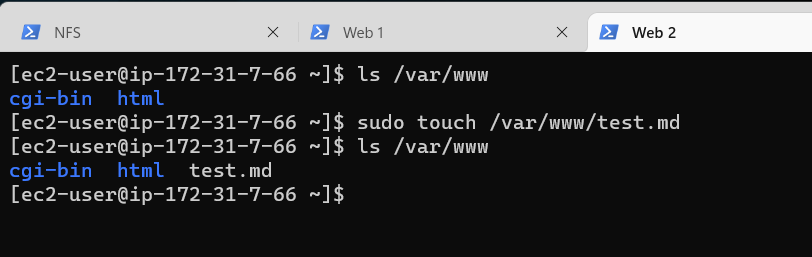 NFS
Web 1
Web 2
[ec2-user@ip-172-31-7-66 ~]$ ls /var/www
cgi-bin  html
[ec2-user@ip-172-31-7-66 ~]$ sudo touch /var/www/test.md
[ec2-user@ip-172-31-7-66 ~]$ ls /var/www
cgi-bin  html  test.md
[ec2-user@ip-172-31-7-66 ~]$